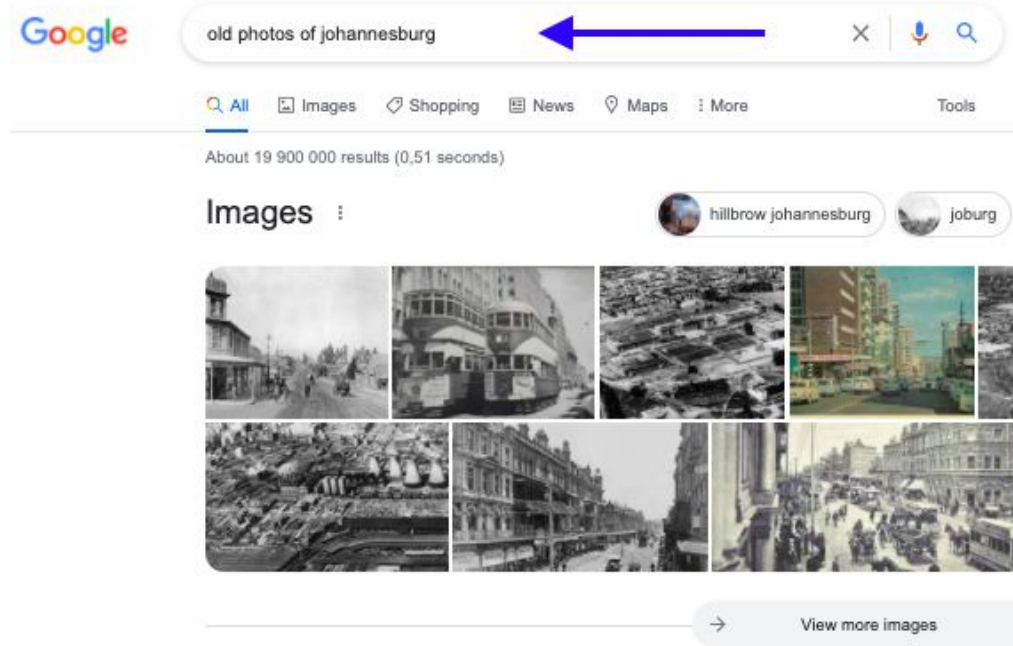 Google
old photos of johannesburg
All Images Shopping News Maps More Tools
About 19 900 000 results (0,51 seconds)
Images
hillbrow johannesburg
joburg
View more images